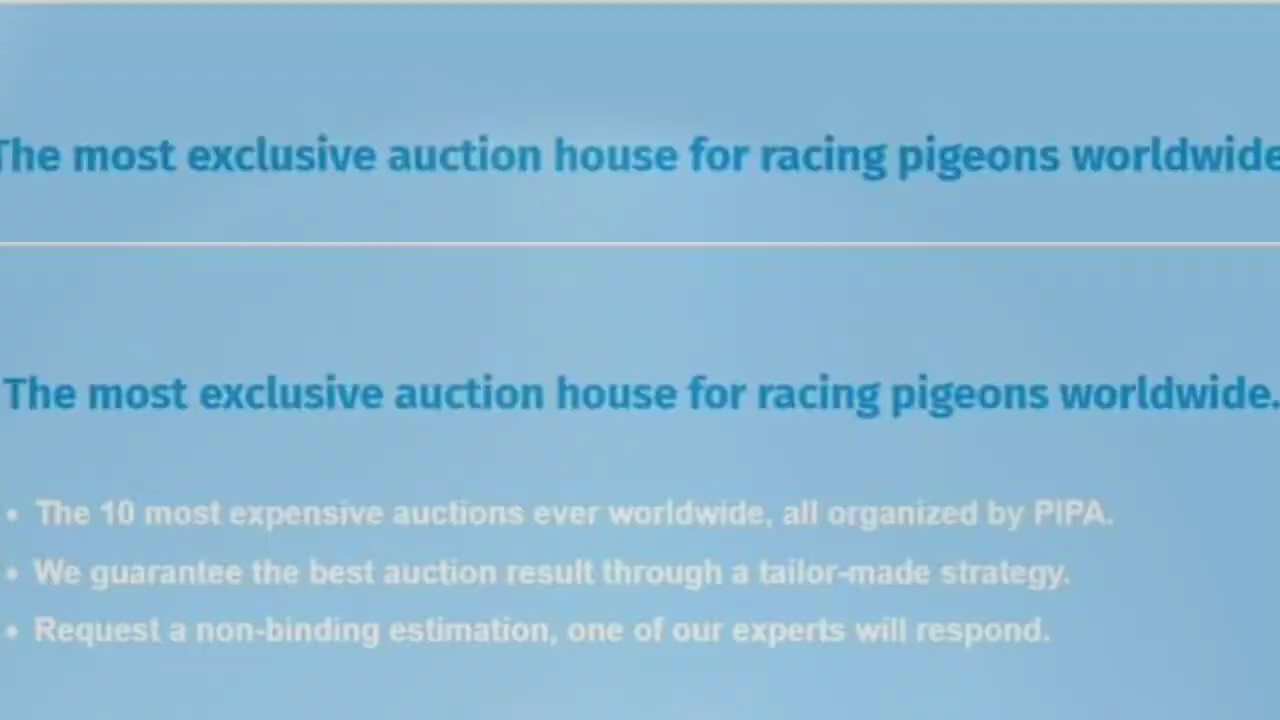 The most exclusive auction house for racing pigeons worldwide
The most exclusive auction house for racing pigeons worldwide.
• The 10 most expensive auctions ever worldwide, all organized by PIPA.
• We guarantee the best auction result through a tailor-made strategy.
• Request a non-binding estimation, one of our experts will respond.